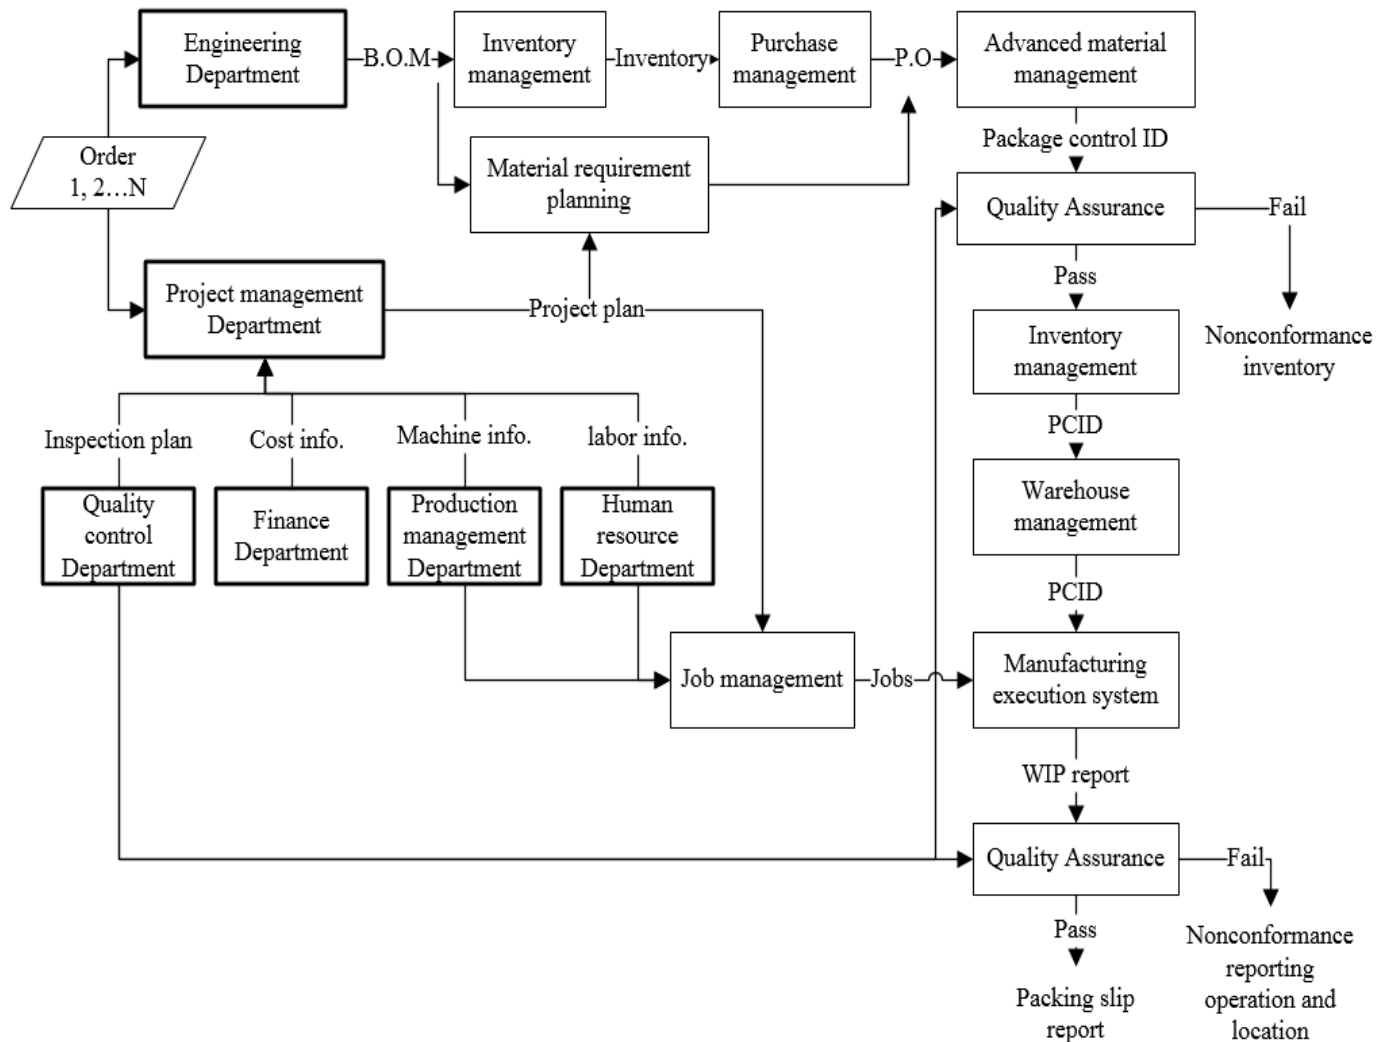 Engineering
Department
B.O.M
Inventory
management
Inventory
Purchase
management
P.O
Advanced material
management
Order
1, 2...N
Material requirement
planning
Package control ID
Quality Assurance
Fail
Project management
Department
Project plan
Pass
Inventory
management
Nonconformance
inventory
Inspection plan
Cost info.
Machine info.
labor info.
PCID
Quality
control
Department
Finance
Department
Production
management
Department
Human
resource
Department
Warehouse
management
PCID
Job management
Jobs
Manufacturing
execution system
WIP report
Quality Assurance
Fail
Pass
Packing slip
report
Nonconformance
reporting
operation and
location